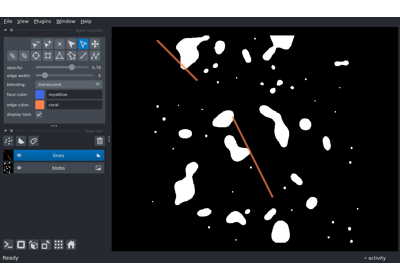 File View Plugins Window Help
opacity: 0.70
edge width: 5
blending: translucent
face color: royalblue
edge color: coral
display text: ✓
lines
blobs
Ready
activity